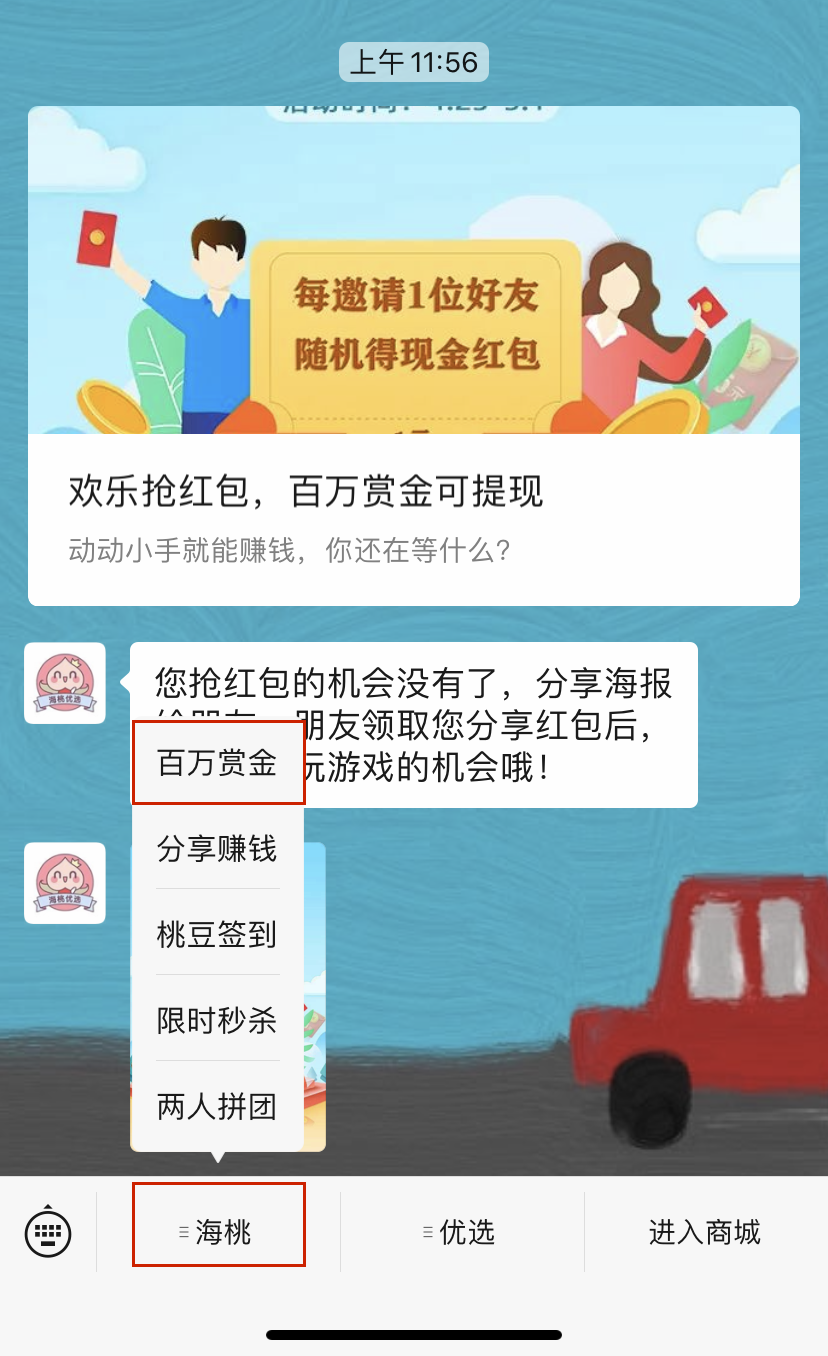 上午 11:56
每邀请1位好友
随机得现金红包
欢乐抢红包，百万赏金可提现
动动小手就能赚钱，你还在等什么？
海桃优选
您抢红包的机会没有了，分享海报
朋友领取您分享红包后，
玩游戏的机会哦！
百万赏金
分享赚钱
海桃优选
桃豆签到
限时秒杀
两人拼团
海桃
优选
进入商城